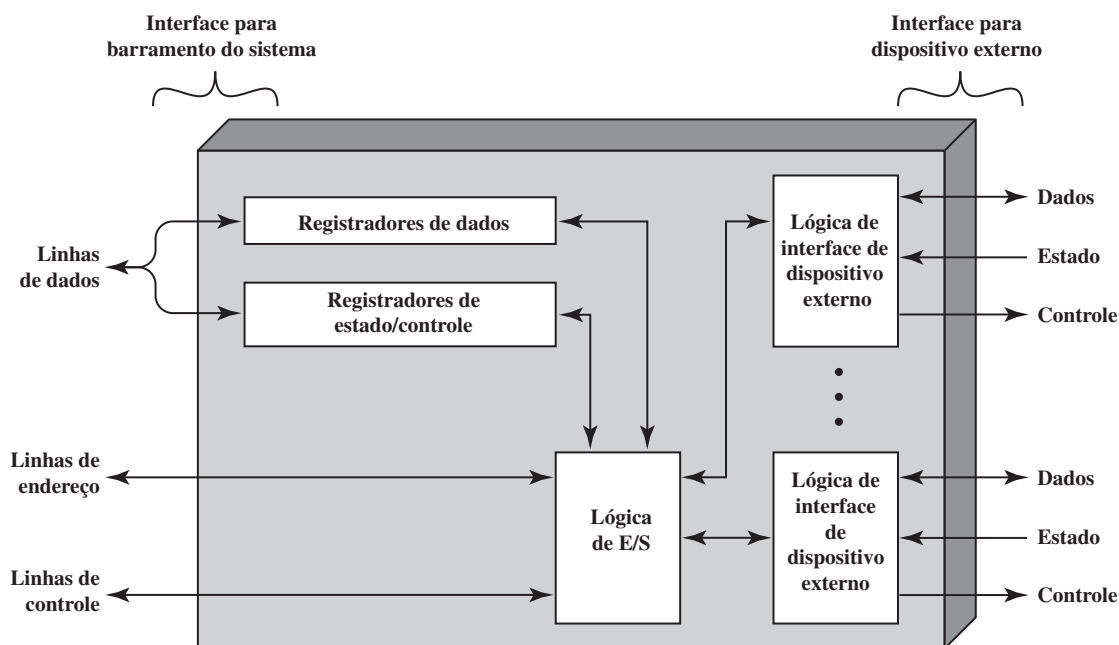 Interface para
barramento do sistema
Interface para
dispositivo externo
Registradores de dados
Linhas
de dados
Registradores de
estado/controle
Lógica de
interface de
dispositivo
externo
Dados
Estado
Controle
Linhas de
endereço
Lógica
de E/S
Linhas de
controle
Lógica de
interface
de
dispositivo
externo
Dados
Estado
Controle